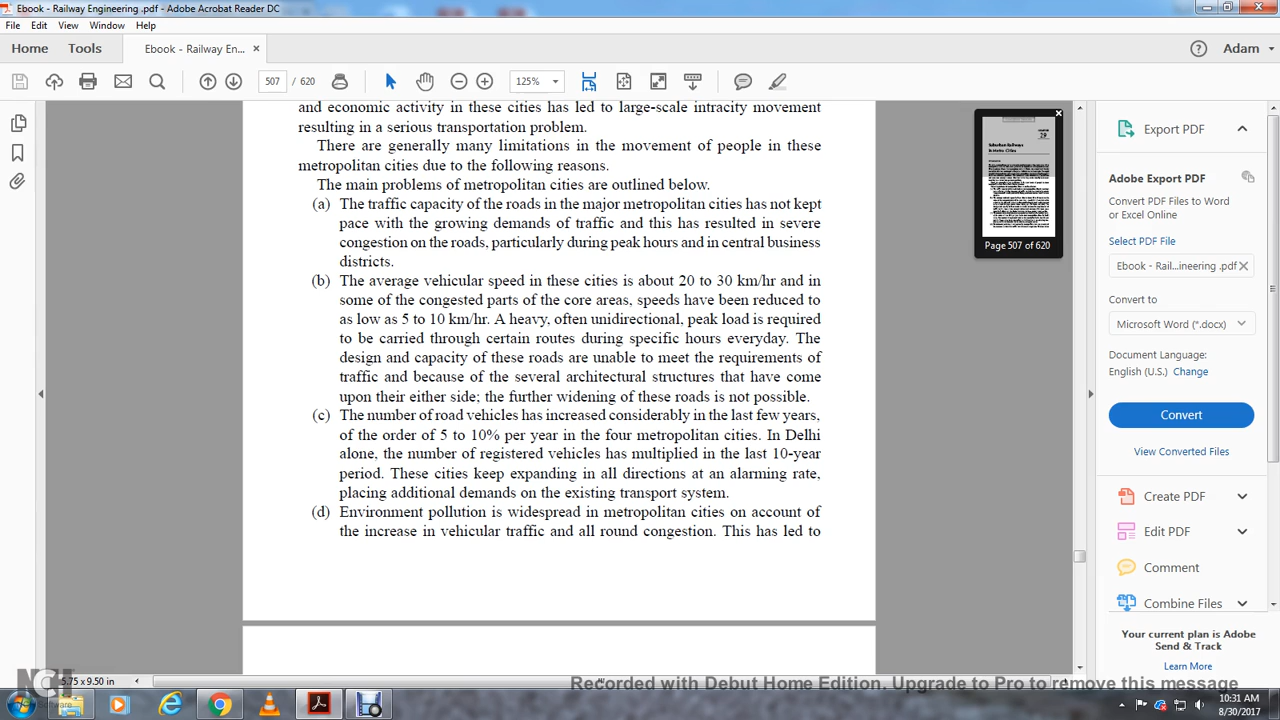 Ebook - Railway Engineering .pdf - Adobe Acrobat Reader DC
File Edit View Window Help
Home Tools Ebook - Railway En... × Adam
507 / 620 125%
and economic activity in these cities has led to large-scale intracity movement
resulting in a serious transportation problem.
There are generally many limitations in the movement of people in these
metropolitan cities due to the following reasons.
The main problems of metropolitan cities are outlined below.
(a) The traffic capacity of the roads in the major metropolitan cities has not kept
pace with the growing demands of traffic and this has resulted in severe
congestion on the roads, particularly during peak hours and in central business
districts.
(b) The average vehicular speed in these cities is about 20 to 30 km/hr and in
some of the congested parts of the core areas, speeds have been reduced to
as low as 5 to 10 km/hr. A heavy, often unidirectional, peak load is required
to be carried through certain routes during specific hours everyday. The
design and capacity of these roads are unable to meet the requirements of
traffic and because of the several architectural structures that have come
upon their either side; the further widening of these roads is not possible.
(c) The number of road vehicles has increased considerably in the last few years,
of the order of 5 to 10% per year in the four metropolitan cities. In Delhi
alone, the number of registered vehicles has multiplied in the last 10-year
period. These cities keep expanding in all directions at an alarming rate,
placing additional demands on the existing transport system.
(d) Environment pollution is widespread in metropolitan cities on account of
the increase in vehicular traffic and all round congestion. This has led to
29
Suburban Railways
in Metro Cities
Page 507 of 620
Export PDF
Adobe Export PDF
Convert PDF Files to Word
or Excel Online
Select PDF File
Ebook - Rail...ineering .pdf
Convert to
Microsoft Word (*.docx)
Document Language:
English (U.S.) Change
Convert
View Converted Files
Create PDF
Edit PDF
Comment
Combine Files
Your current plan is Adobe
Send & Track
Learn More
5.75 x 9.50 in
NCH
Software
Recorded with Debut Home Edition. Upgrade to Pro to remove this message
10:31 AM
8/30/2017